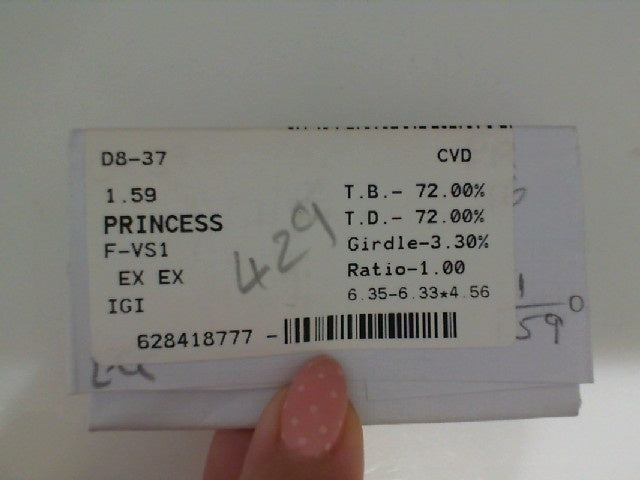 D8-37
CVD
1.59
T.B.- 72.00%
PRINCESS
T.D.- 72.00%
F-VS1
Girdle-3.30%
EX EX
Ratio-1.00
IGI
6.35-6.33*4.56
628418777 -
429
1
59